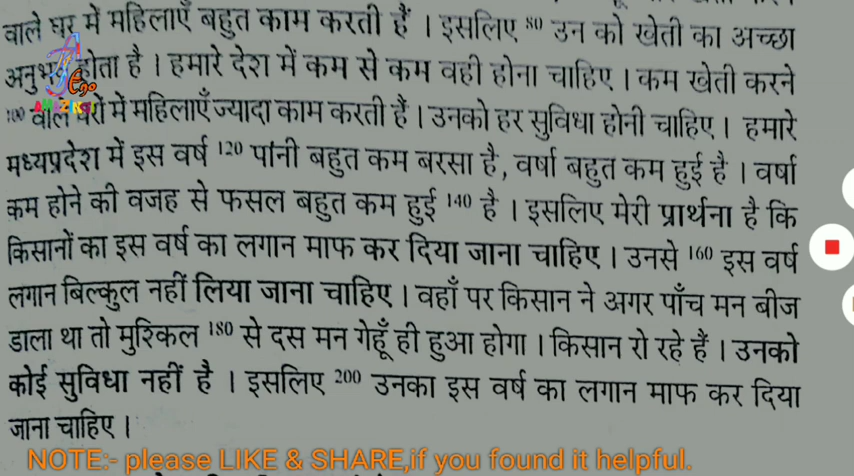 वाले घर में महिलाएँ बहुत काम करती हैं । इसलिए 80 उन को खेती का अच्छा
अनुभव होता है । हमारे देश में कम से कम वही होना चाहिए । कम खेती करने
100 वाले घरों में महिलाएँ ज्यादा काम करती हैं । उनको हर सुविधा होनी चाहिए । हमारे
मध्यप्रदेश में इस वर्ष 120 पानी बहुत कम बरसा है, वर्षा बहुत कम हुई है । वर्षा
कम होने की वजह से फसल बहुत कम हुई 140 है । इसलिए मेरी प्रार्थना है कि
किसानों का इस वर्ष का लगान माफ कर दिया जाना चाहिए । उनसे 160 इस वर्ष
लगान बिल्कुल नहीं लिया जाना चाहिए । वहाँ पर किसान ने अगर पाँच मन बीज
डाला था तो मुश्किल 180 से दस मन गेहूँ ही हुआ होगा । किसान रो रहे हैं । उनको
कोई सुविधा नहीं है । इसलिए 200 उनका इस वर्ष का लगान माफ कर दिया
जाना चाहिए ।
NOTE:- please LIKE & SHARE,if you found it helpful.